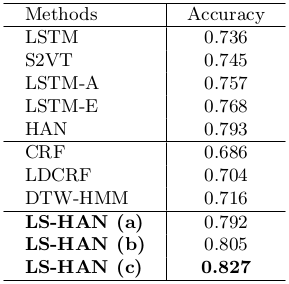 Methods Accuracy
LSTM 0.736
S2VT 0.745
LSTM-A 0.757
LSTM-E 0.768
HAN 0.793
CRF 0.686
LDCRF 0.704
DTW-HMM 0.716
LS-HAN (a) 0.792
LS-HAN (b) 0.805
LS-HAN (c) 0.827